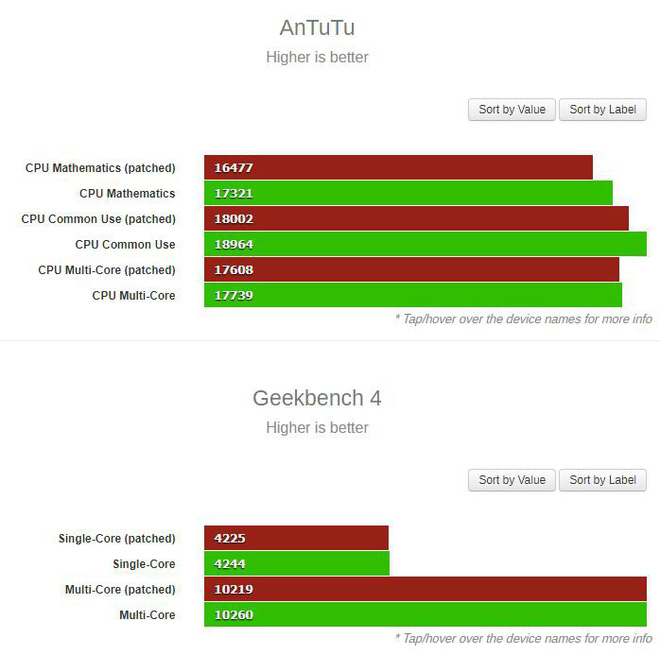 AnTuTu
Higher is better
Sort by Value Sort by Label
CPU Mathematics (patched) 16477
CPU Mathematics 17321
CPU Common Use (patched) 18002
CPU Common Use 18964
CPU Multi-Core (patched) 17608
CPU Multi-Core 17739
* Tap/hover over the device names for more info
Geekbench 4
Higher is better
Sort by Value Sort by Label
Single-Core (patched) 4225
Single-Core 4244
Multi-Core (patched) 10219
Multi-Core 10260
* Tap/hover over the device names for more info